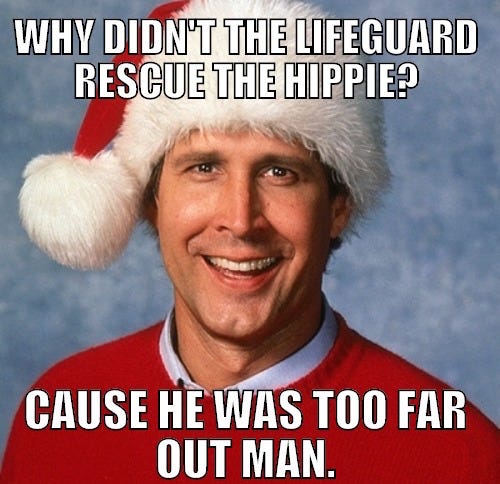 WHY DIDN'T THE LIFEGUARD
RESCUE THE HIPPIE?
CAUSE HE WAS TOO FAR
OUT MAN.